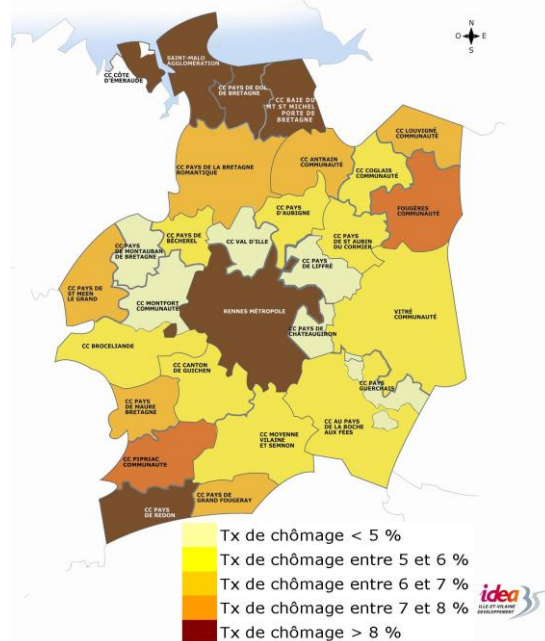 N
O E
S
SAINT-MALO
AGGLOMÉRATION
CC CÔTE
D'ÉMERAUDE
CC PAYS DE DOL
DE BRETAGNE
CC BAIE DU
MT ST MICHEL
PORTE DE
BRETAGNE
CC LOUVIGNÉ
COMMUNAUTÉ
CC PAYS DE LA BRETAGNE
ROMANTIQUE
CC ANTRAIN
COMMUNAUTÉ
CC COGLAIS
COMMUNAUTÉ
FOUGÈRES
COMMUNAUTÉ
CC PAYS
D'AUBIGNE
CC PAYS DE
BÉCHEREL
CC VAL D'ILLE
CC PAYS
DE ST AUBIN
DU CORMIER
CC PAYS
DE MONTAUBAN
DE BRETAGNE
CC PAYS
DE LIFFRÉ
CC PAYS DE
ST MEEN
LE GRAND
CC MONTFORT
COMMUNAUTÉ
RENNES MÉTROPOLE
VITRÉ
COMMUNAUTÉ
CC PAYS DE
CHÂTEAUGIRON
CC BROCELIANDE
CC CANTON
DE GUICHEN
CC PAYS
GUERCHAIS
CC PAYS
DE MAURE
BRETAGNE
CC AU PAYS
DE LA ROCHE
AUX FÉES
CC MOYENNE
VILAINE
ET SEMNON
CC PIPRIAC
COMMUNAUTE
CC PAYS
DE REDON
CC PAYS DE
GRAND FOUGERAY
Tx de chômage < 5 %
Tx de chômage entre 5 et 6 %
Tx de chômage entre 6 et 7 %
Tx de chômage entre 7 et 8 %
Tx de chômage > 8 %
idea 35
ILLE-ET-VILAINE
DEVELOPPEMENT